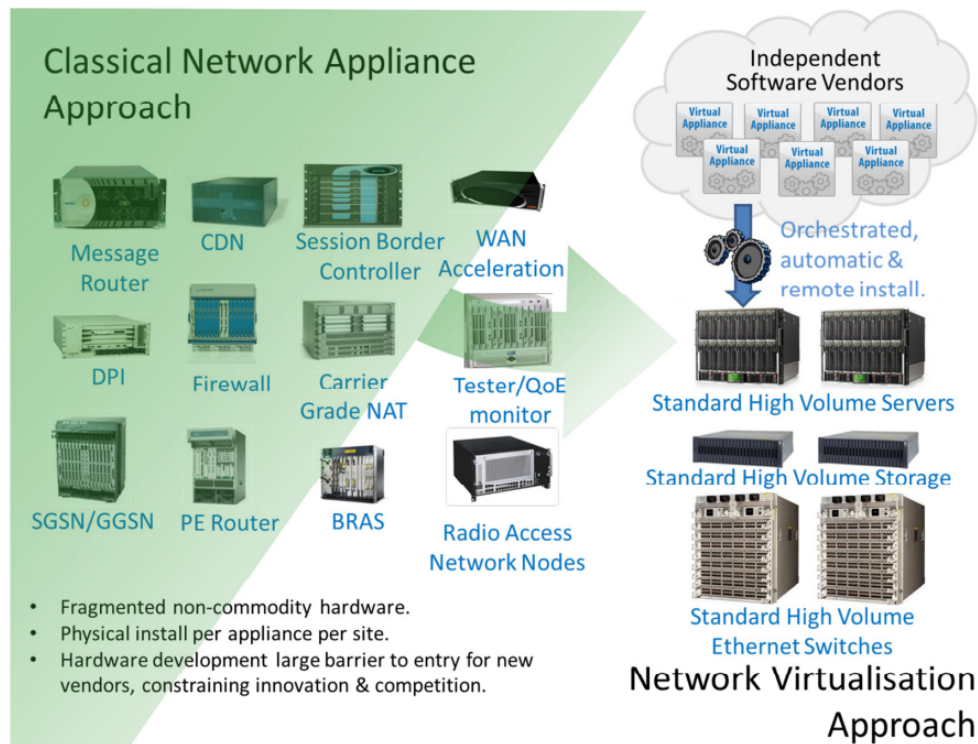 Classical Network Appliance
Approach
Message
Router
CDN
Session Border
Controller
WAN
Acceleration
DPI
Firewall
Carrier
Grade NAT
Tester/QoE
monitor
SGSN/GGSN
PE Router
BRAS
Radio Access
Network Nodes
• Fragmented non-commodity hardware.
• Physical install per appliance per site.
• Hardware development large barrier to entry for new
vendors, constraining innovation & competition.
Independent
Software Vendors
Virtual
Appliance
Virtual
Appliance
Virtual
Appliance
Virtual
Appliance
Virtual
Appliance
Virtual
Appliance
Virtual
Appliance
Orchestrated,
automatic &
remote install.
Standard High Volume Servers
Standard High Volume Storage
Standard High Volume
Ethernet Switches
Network Virtualisation
Approach